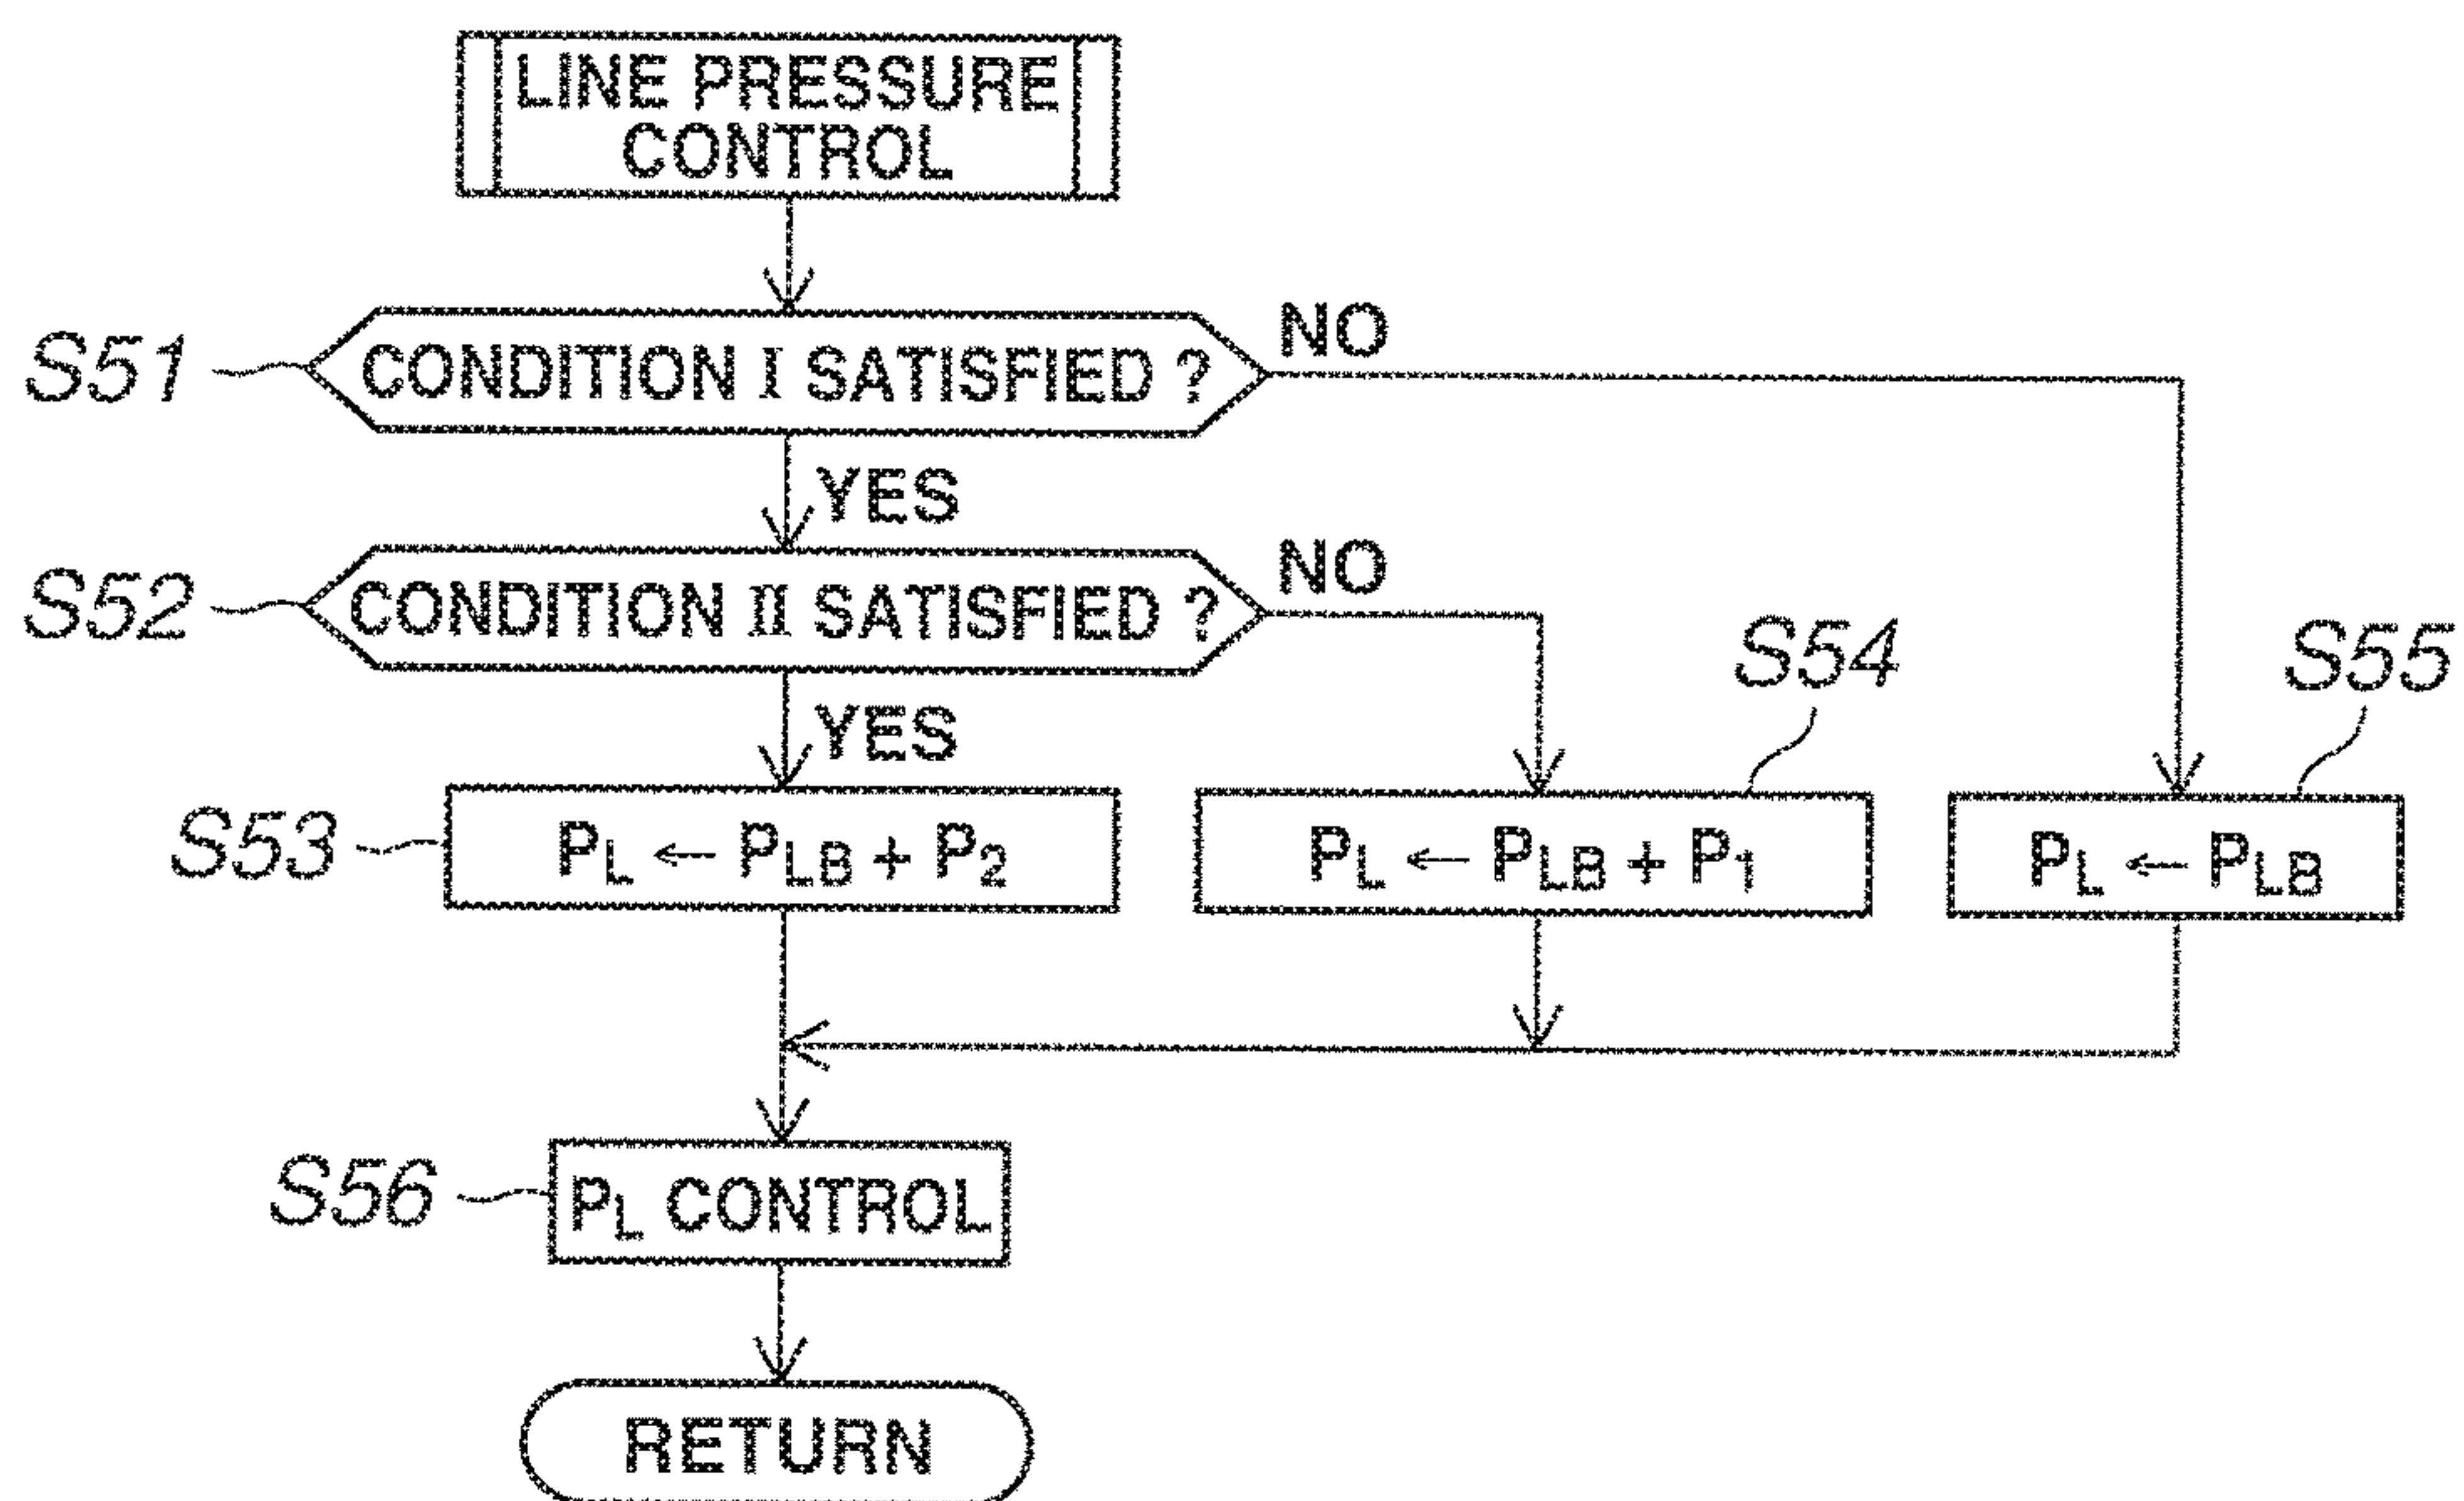 LINE PRESSURE
CONTROL
S51
CONDITION I SATISFIED ?
NO
YES
S52
CONDITION II SATISFIED ?
NO
YES
S54
S55
S53
PL ← PLB + P2
PL ← PLB + P1
PL ← PLB
S56
PL CONTROL
RETURN